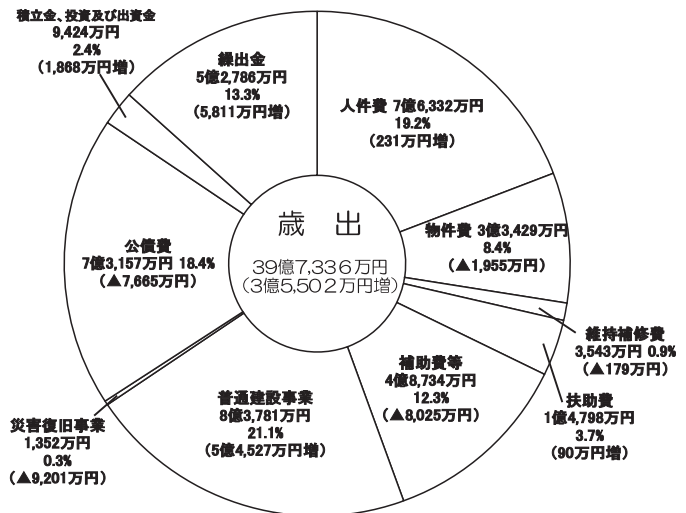 積立金、投資及び出資金
9,424万円
2.4%
(1,868万円増)
繰出金
5億2,786万円
13.3%
(5,811万円増)
人件費 7億6,332万円
19.2%
(231万円増)
物件費 3億3,429万円
8.4%
(▲1,955万円)
維持補修費
3,543万円 0.9%
(▲179万円)
扶助費
1億4,798万円
3.7%
(90万円増)
補助費等
4億8,734万円
12.3%
(▲8,025万円)
普通建設事業
8億3,781万円
21.1%
(5億4,527万円増)
災害復旧事業
1,352万円
0.3%
(▲9,201万円)
公債費
7億3,157万円 18.4%
(▲7,665万円)
歳 出
39億7,336万円
(3億5,502万円増)